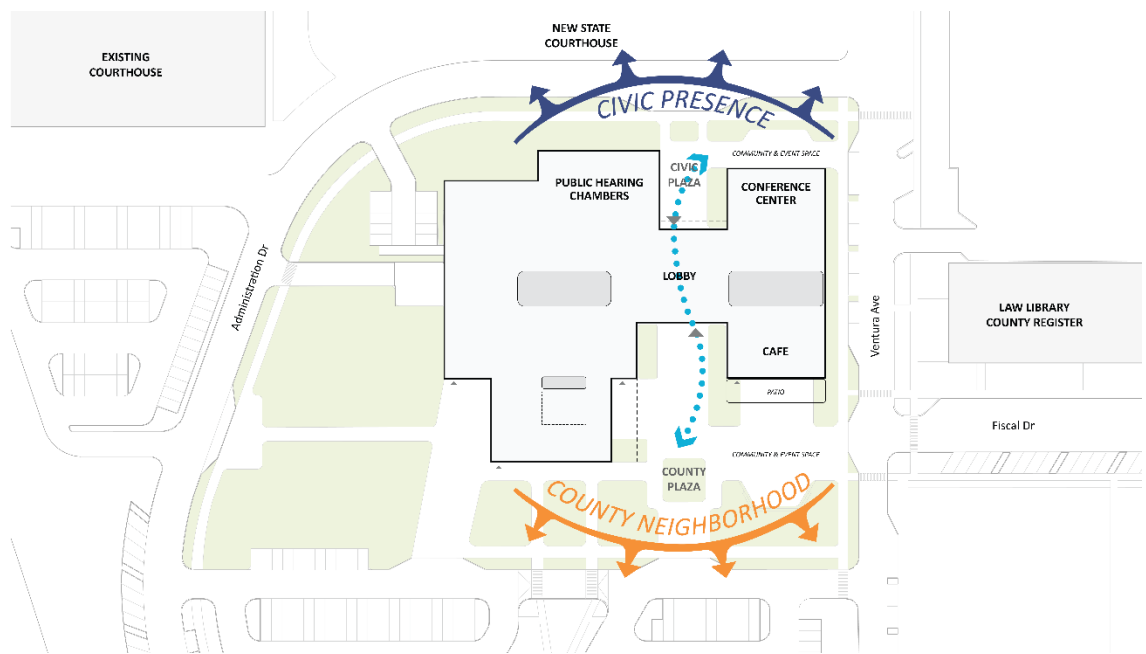 NEW STATE
COURTHOUSE
EXISTING
COURTHOUSE
CIVIC PRESENCE
COMMUNITY & EVENT SPACE
CIVIC
PLAZA
PUBLIC HEARING
CHAMBERS
CONFERENCE
CENTER
Administration Dr
LOBBY
LAW LIBRARY
COUNTY REGISTER
Ventura Ave
CAFE
PATIO
Fiscal Dr
COMMUNITY & EVENT SPACE
COUNTY
PLAZA
COUNTY NEIGHBORHOOD